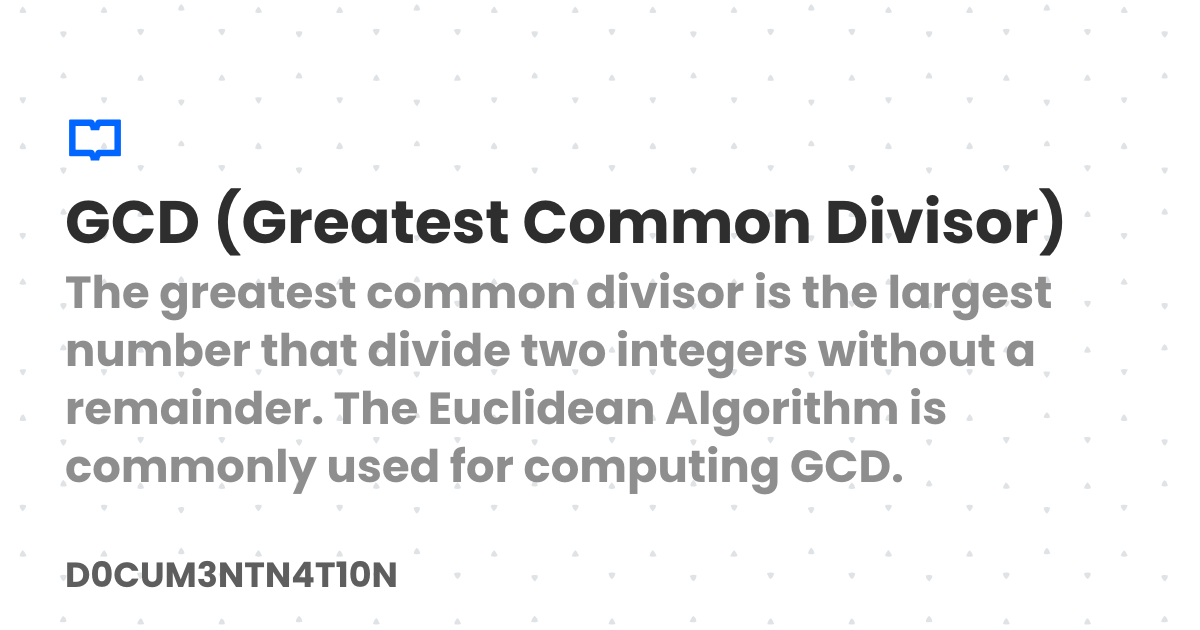 GCD (Greatest Common Divisor)
The greatest common divisor is the largest
number that divide two integers without a
remainder. The Euclidean Algorithm is
commonly used for computing GCD.
D0CUM3NTN4T10N